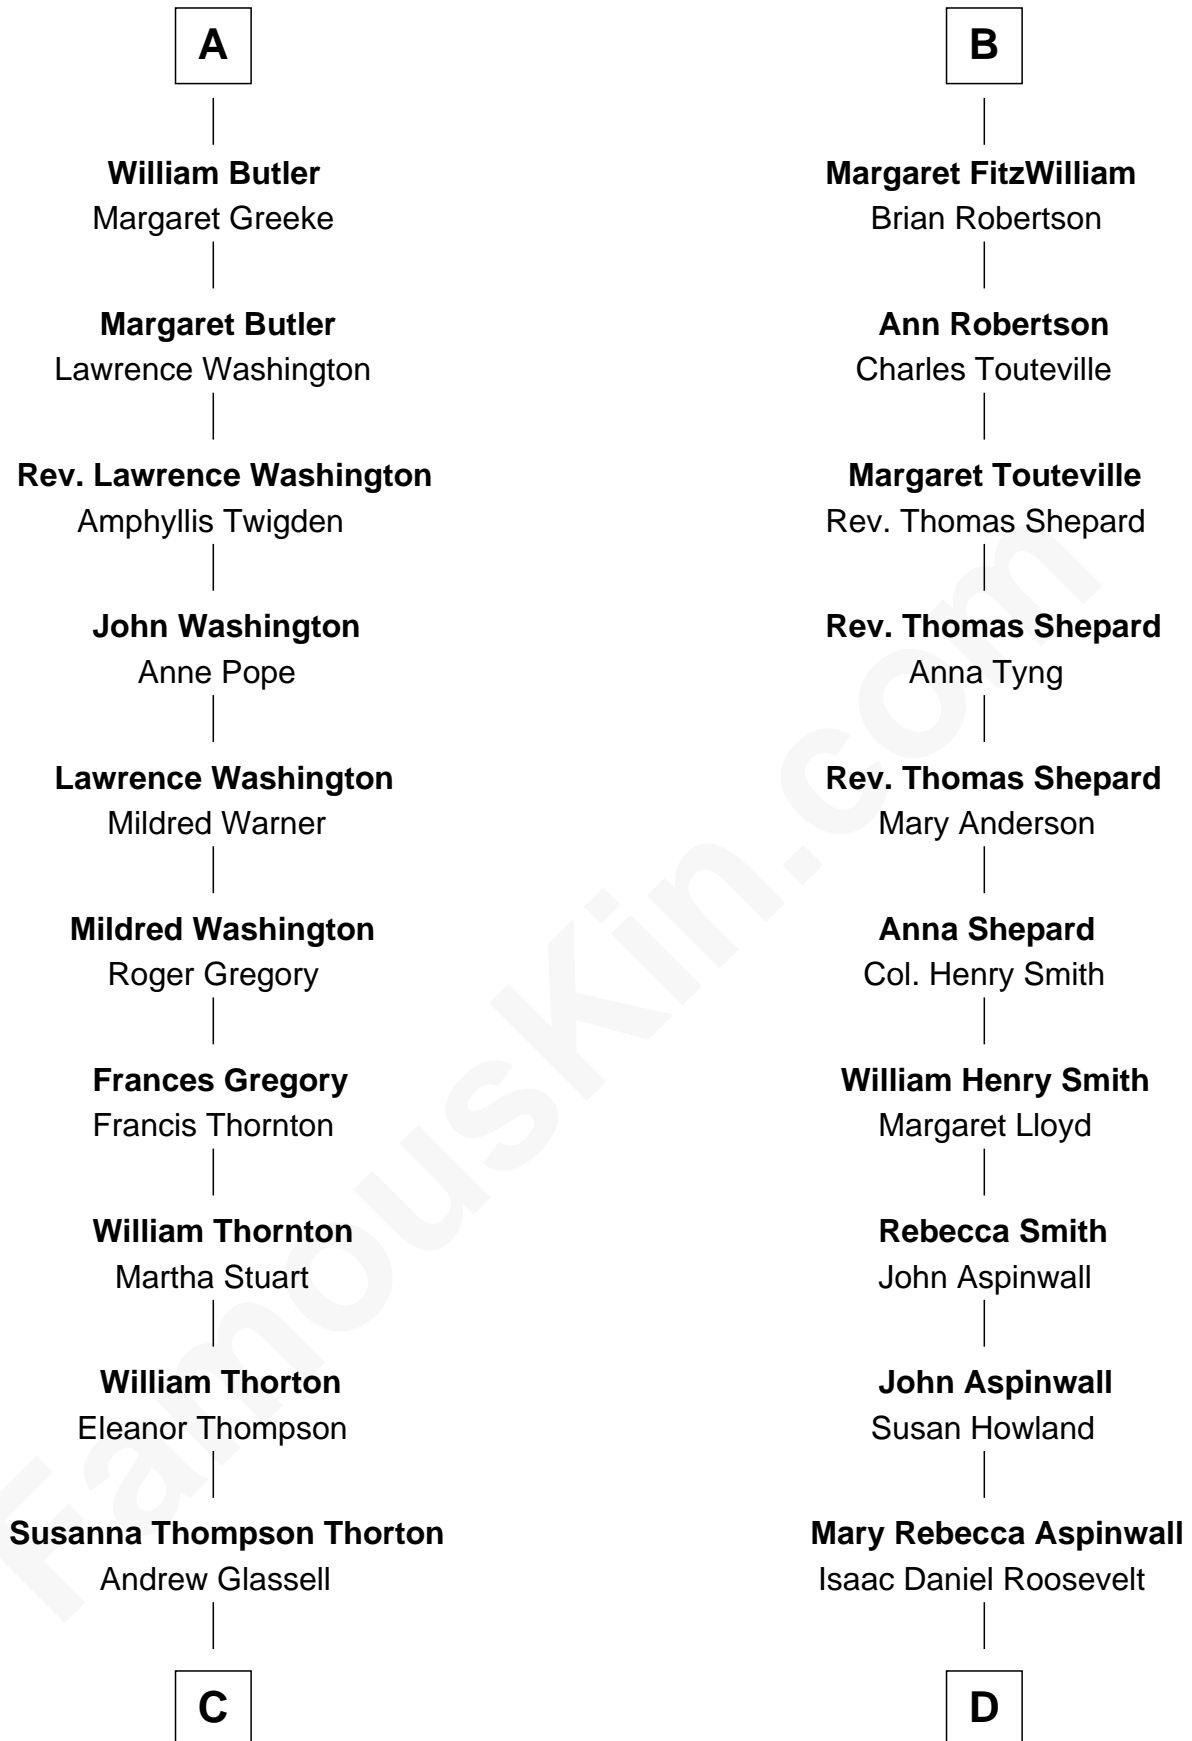 A
William Butler
Margaret Greeke
Margaret Butler
Lawrence Washington
Rev. Lawrence Washington
Amphyllis Twigden
John Washington
Anne Pope
Lawrence Washington
Mildred Warner
Mildred Washington
Roger Gregory
Frances Gregory
Francis Thornton
William Thornton
Martha Stuart
William Thorton
Eleanor Thompson
Susanna Thompson Thorton
Andrew Glassell
C
B
Margaret FitzWilliam
Brian Robertson
Ann Robertson
Charles Touteville
Margaret Touteville
Rev. Thomas Shepard
Rev. Thomas Shepard
Anna Tyng
Rev. Thomas Shepard
Mary Anderson
Anna Shepard
Col. Henry Smith
William Henry Smith
Margaret Lloyd
Rebecca Smith
John Aspinwall
John Aspinwall
Susan Howland
Mary Rebecca Aspinwall
Isaac Daniel Roosevelt
D
FamousKin.com